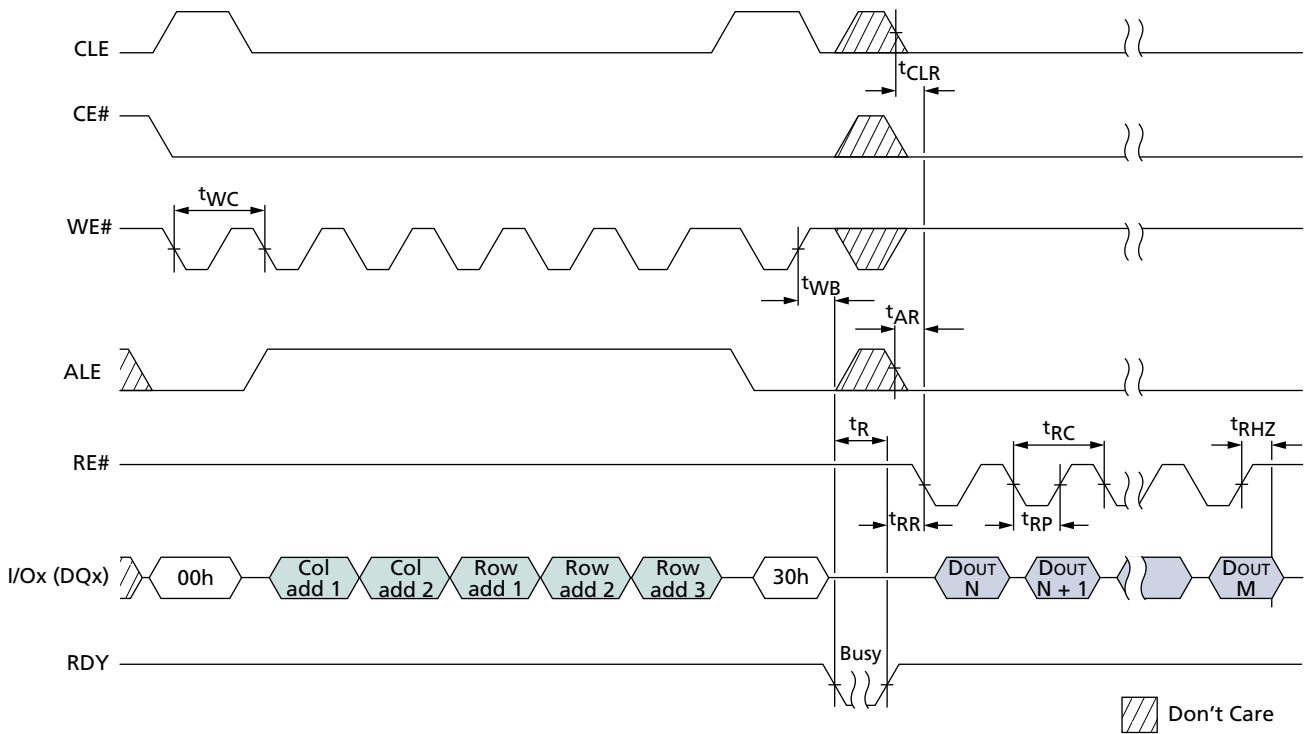 CLE
tCLR
CE#
tWC
WE#
tWB
tAR
ALE
tR
tRC
tRHZ
RE#
tRR
tRP
I/Ox (DQx)
00h
Col
add 1
Col
add 2
Row
add 1
Row
add 2
Row
add 3
30h
DOUT
N
DOUT
N + 1
DOUT
M
RDY
Busy
Don't Care